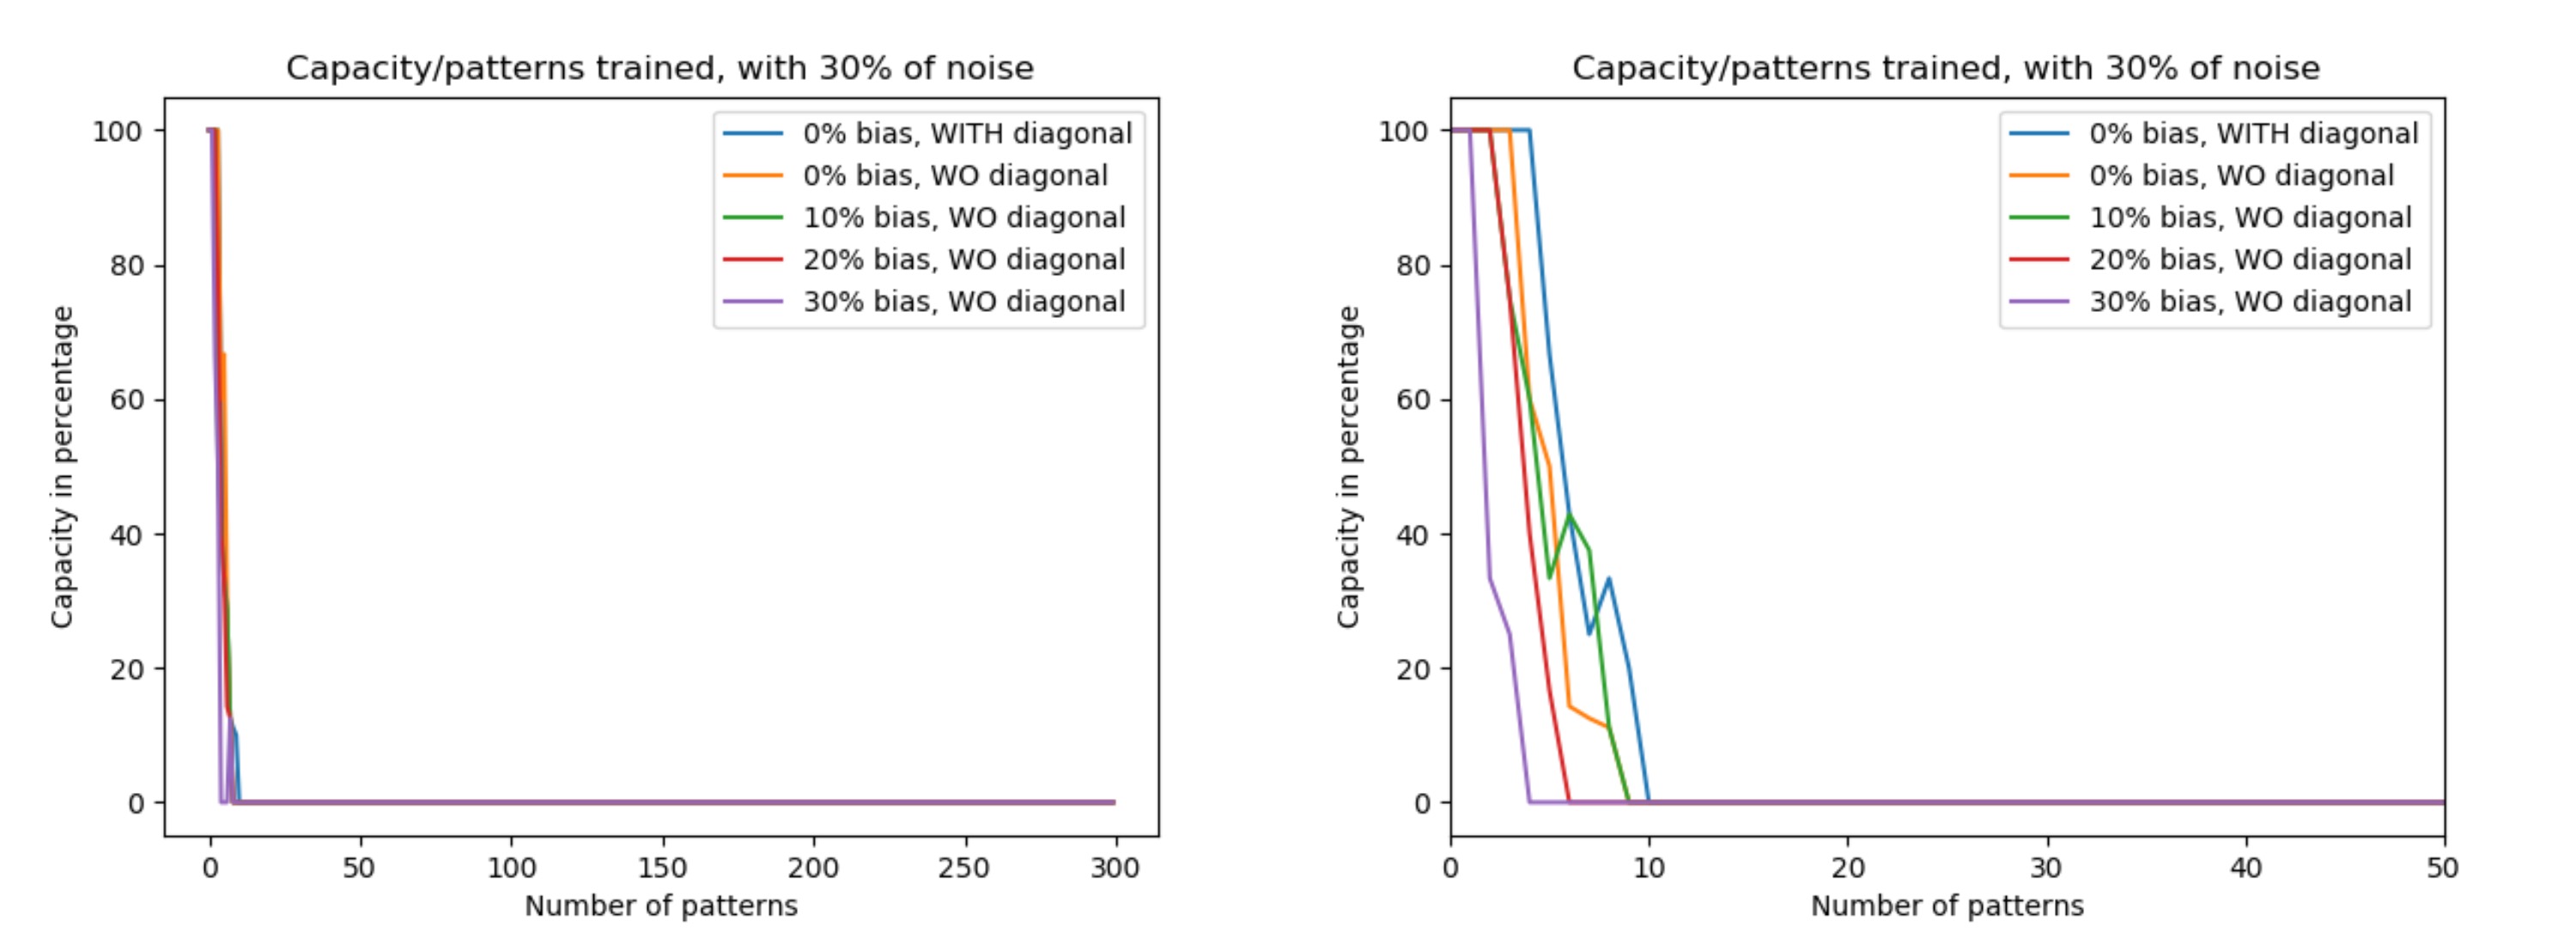 Capacity/patterns trained, with 30% of noise
0% bias, WITH diagonal
0% bias, WO diagonal
10% bias, WO diagonal
20% bias, WO diagonal
30% bias, WO diagonal
Capacity in percentage
100
80
60
40
20
0
0 50 100 150 200 250 300
Number of patterns
Capacity/patterns trained, with 30% of noise
0% bias, WITH diagonal
0% bias, WO diagonal
10% bias, WO diagonal
20% bias, WO diagonal
30% bias, WO diagonal
Capacity in percentage
100
80
60
40
20
0
0 10 20 30 40 50
Number of patterns